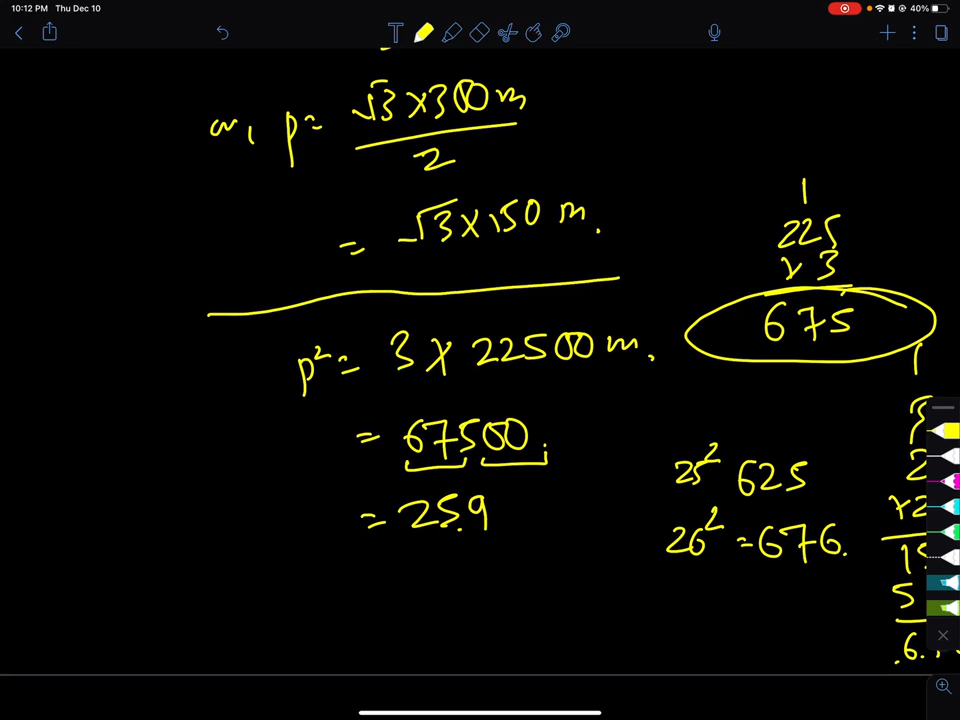 10:12 PM Thu Dec 10
40%
p = √3 × 300 m
2
= √3 × 150 m.
1
225
× 3
675
p² = 3 × 22500 m.
= 67500.
= 25.9
25² 625
26² = 676.